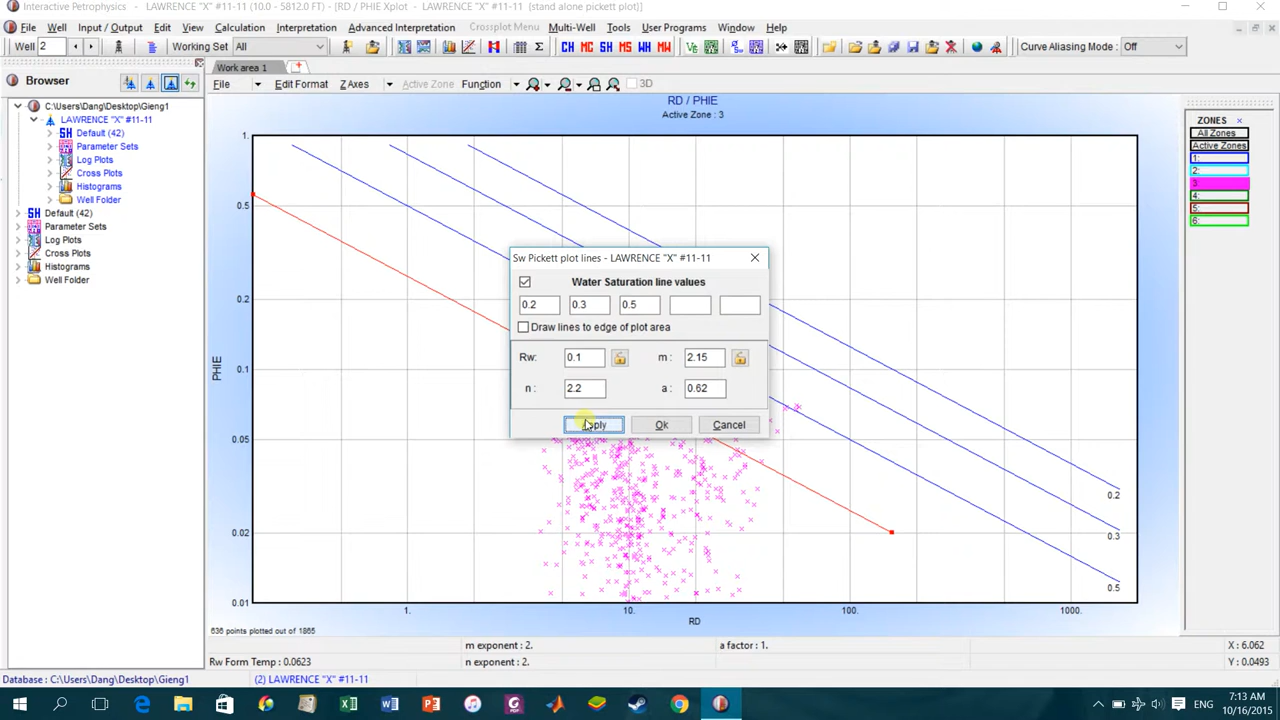 Interactive Petrophysics - LAWRENCE "X" #11-11 (10.0 - 5812.0 FT) - [RD / PHIE Xplot - LAWRENCE "X" #11-11 (stand alone pickett plot)]
File Well Input / Output Edit View Calculation Interpretation Advanced Interpretation Crossplot Menu Multi-Well Tools User Programs Window Help
Well 2 Working Set All CH MC SH MS WH MW Curve Aliasing Mode : Off
Browser
Work area 1
File Edit Format Z Axes Active Zone Function 3D
C:\Users\Dang\Desktop\Gieng1
LAWRENCE "X" #11-11
SH Default (42)
Parameter Sets
Log Plots
Cross Plots
Histograms
Well Folder
SH Default (42)
Parameter Sets
Log Plots
Cross Plots
Histograms
Well Folder
RD / PHIE
Active Zone : 3
1.
0.5
0.2
0.1
0.05
0.02
0.01
PHIE
1.
10.
100.
1000.
RD
0.2
0.3
0.5
Sw Pickett plot lines - LAWRENCE "X" #11-11
Water Saturation line values
0.2 0.3 0.5
Draw lines to edge of plot area
Rw: 0.1 m : 2.15
n : 2.2 a : 0.62
Apply Ok Cancel
ZONES
All Zones
Active Zones
1:
2:
3:
4:
5:
6:
636 points plotted out of 1865
m exponent : 2. a factor : 1. X : 6.062
Rw Form Temp : 0.0623 n exponent : 2. Y : 0.0493
Database : C:\Users\Dang\Desktop\Gieng1 (2) LAWRENCE "X" #11-11
ENG 7:13 AM
10/16/2015